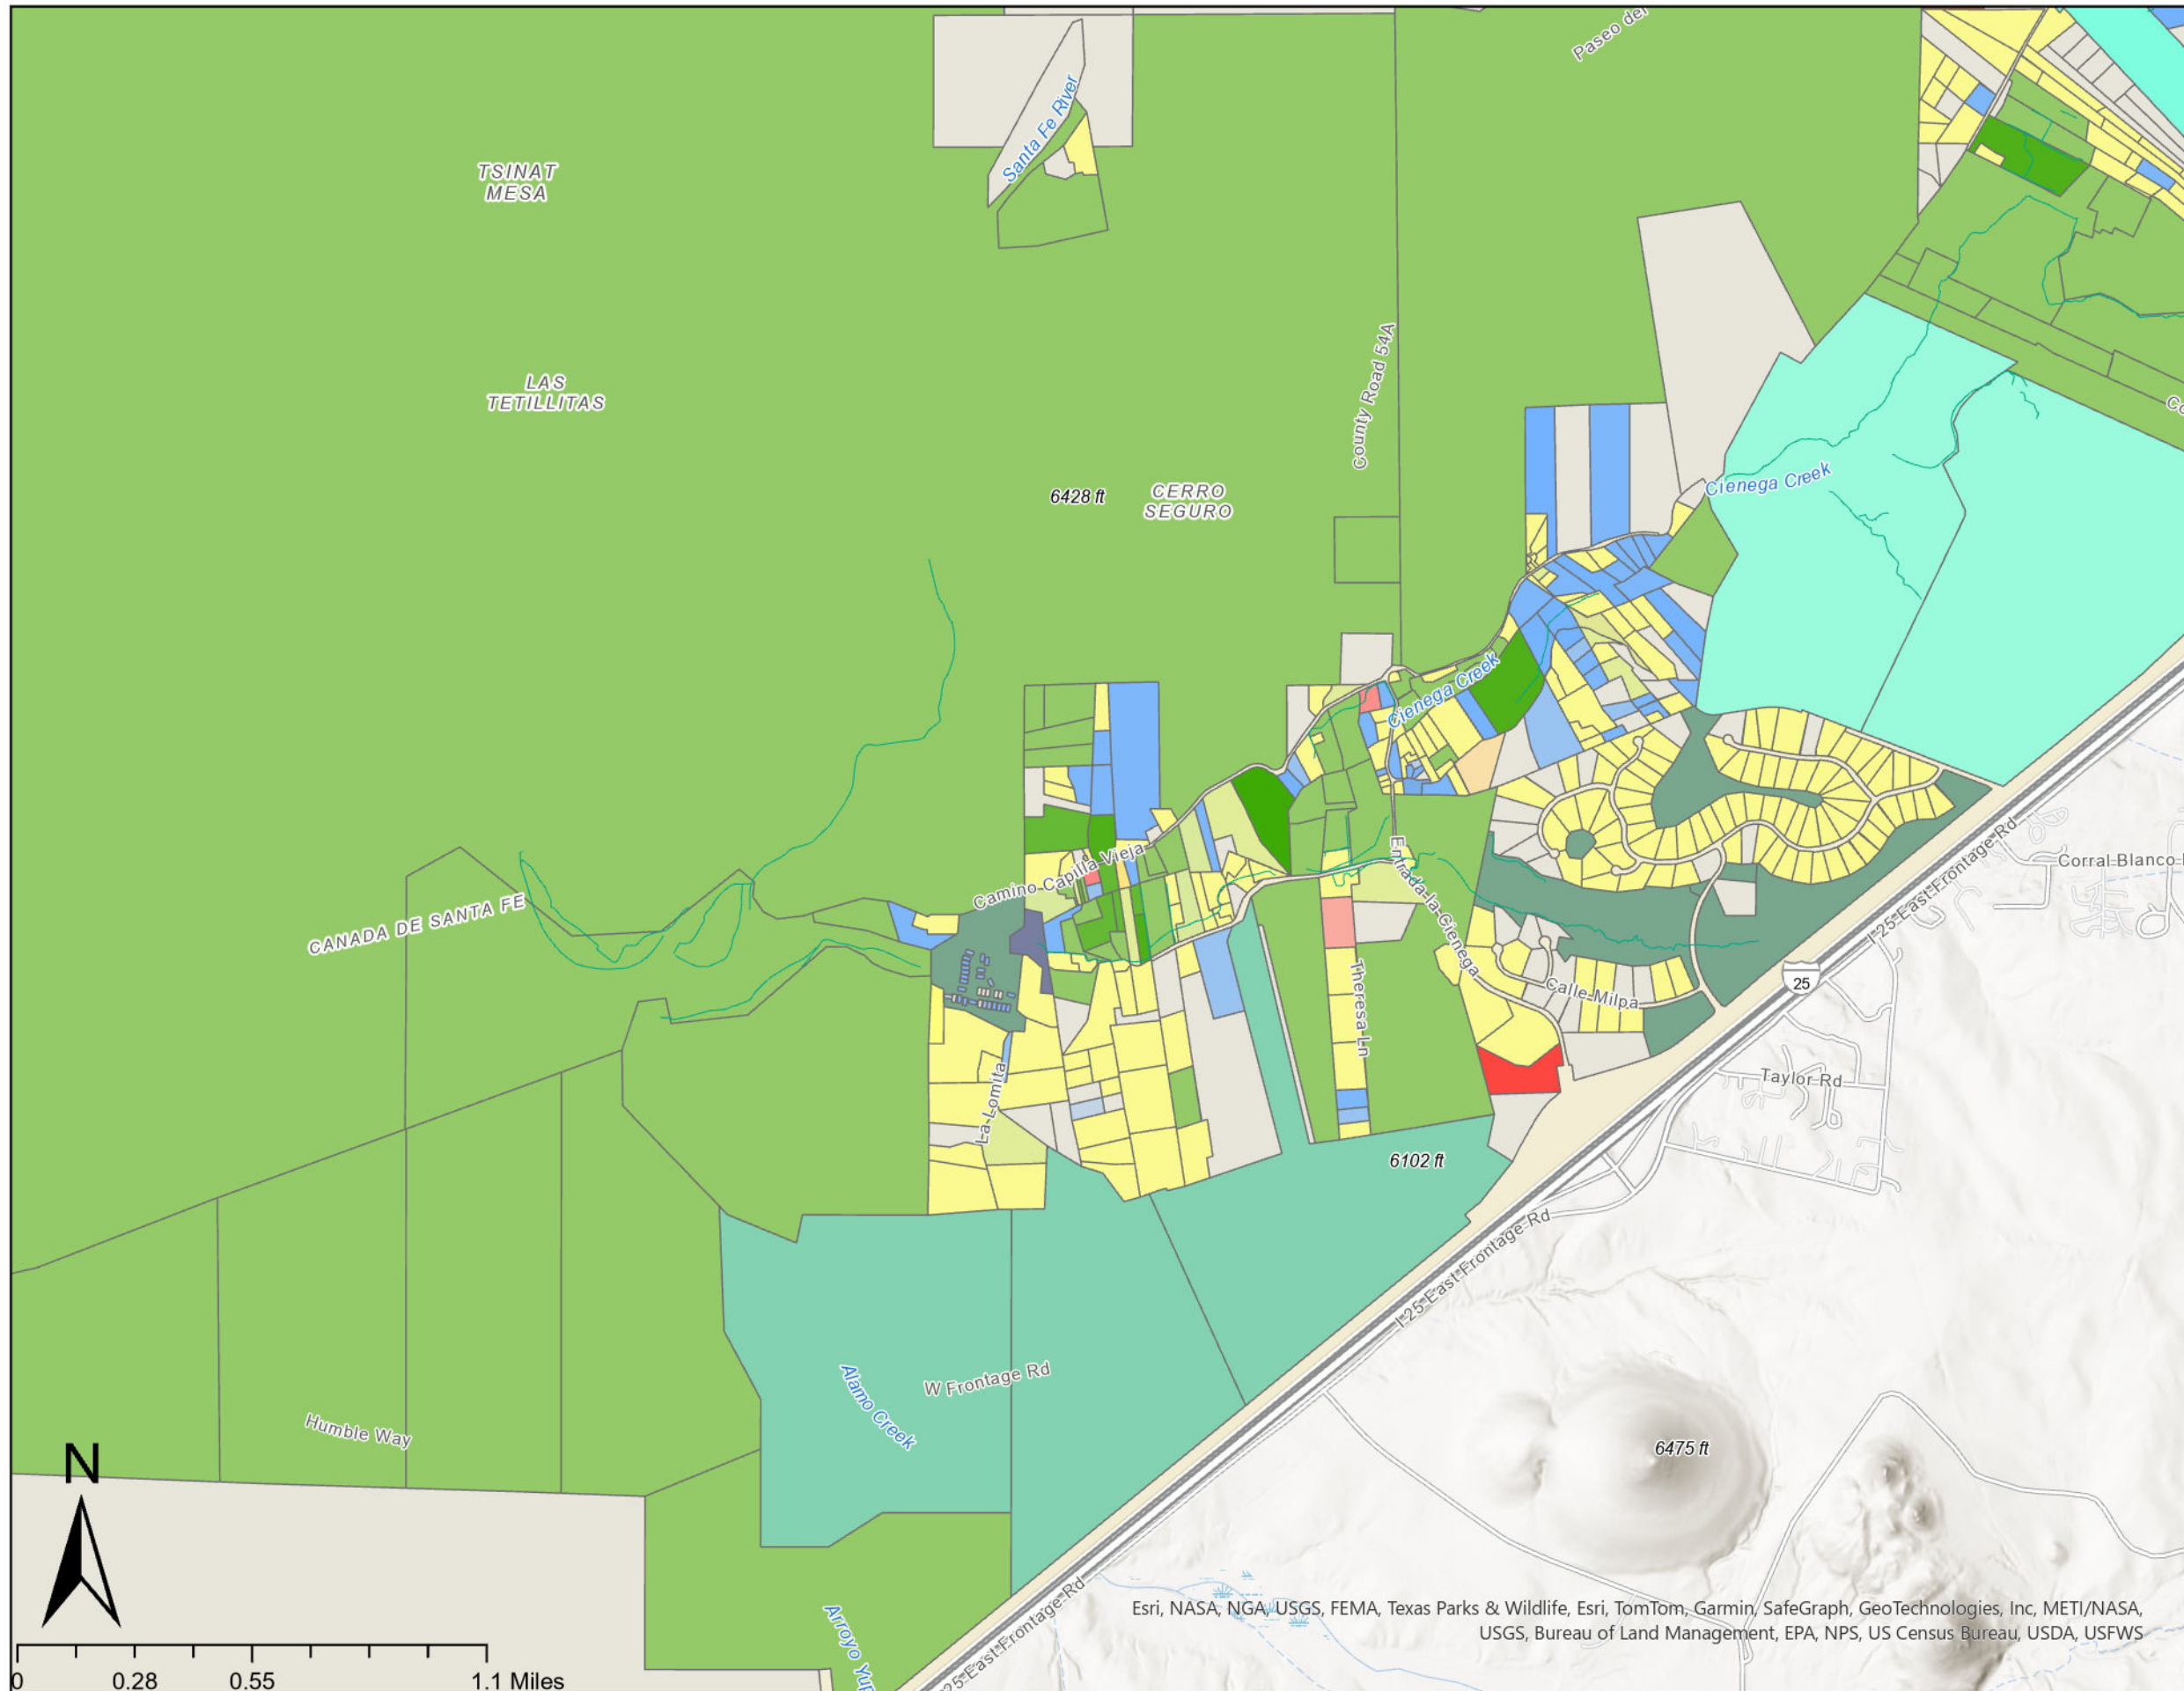 Paseo del
Santa Fe River
TSINAT
MESA
LAS
TETILLITAS
County Road 54A
6428 ft
CERRO
SEGURO
Cienega Creek
Cienega Creek
Camino Capilla Vieja
Entrada-la-Cienega
Corral Blanco
I 25-East-Frontage-Rd
CANADA DE SANTA FE
Theresa-Ln
Calle-Milpa
25
La-Lomita
Taylor Rd
6102 ft
I 25-East-Frontage-Rd
Alamo Creek
W Frontage Rd
Humble Way
N
6475 ft
25-East-Frontage-Rd
Arroyo
Esri, NASA, NGA, USGS, FEMA, Texas Parks & Wildlife, Esri, TomTom, Garmin, SafeGraph, GeoTechnologies, Inc, METI/NASA,
USGS, Bureau of Land Management, EPA, NPS, US Census Bureau, USDA, USFWS
0 0.28 0.55 1.1 Miles